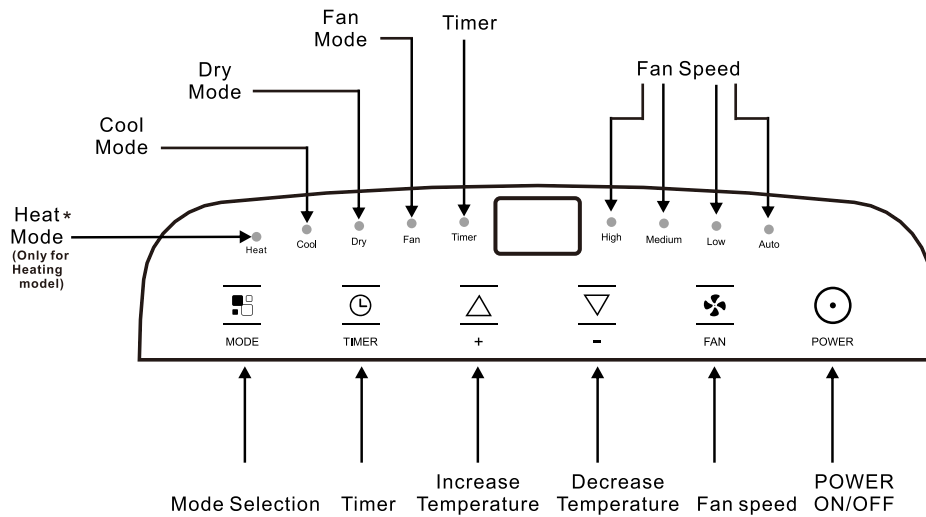 Fan
Mode
Timer
Fan Speed
Dry
Mode
Cool
Mode
Heat*
Mode
(Only for
Heating
model)
Heat
Cool
Dry
Fan
Timer
High
Medium
Low
Auto
MODE
TIMER
+
-
FAN
POWER
Mode Selection
Timer
Increase
Temperature
Decrease
Temperature
Fan speed
POWER
ON/OFF